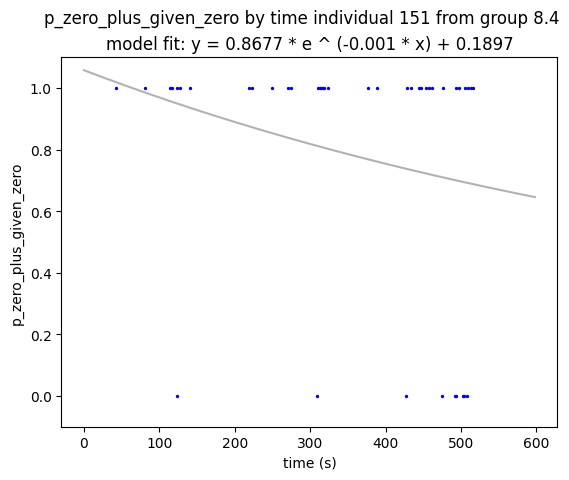 p_zero_plus_given_zero by time individual 151 from group 8.4
model fit: y = 0.8677 * e ^ (-0.001 * x) + 0.1897
1.0
0.8
0.6
0.4
0.2
0.0
p_zero_plus_given_zero
0 100 200 300 400 500 600
time (s)